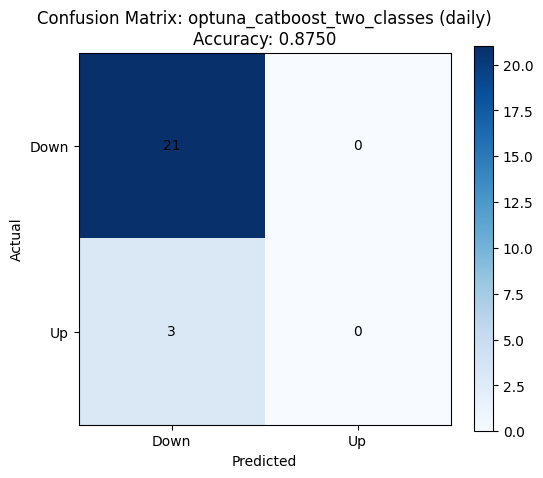 Confusion Matrix: optuna_catboost_two_classes (daily)
Accuracy: 0.8750
Actual
Down
Up
21
0
3
0
Down
Up
Predicted
20.0
17.5
15.0
12.5
10.0
7.5
5.0
2.5
0.0